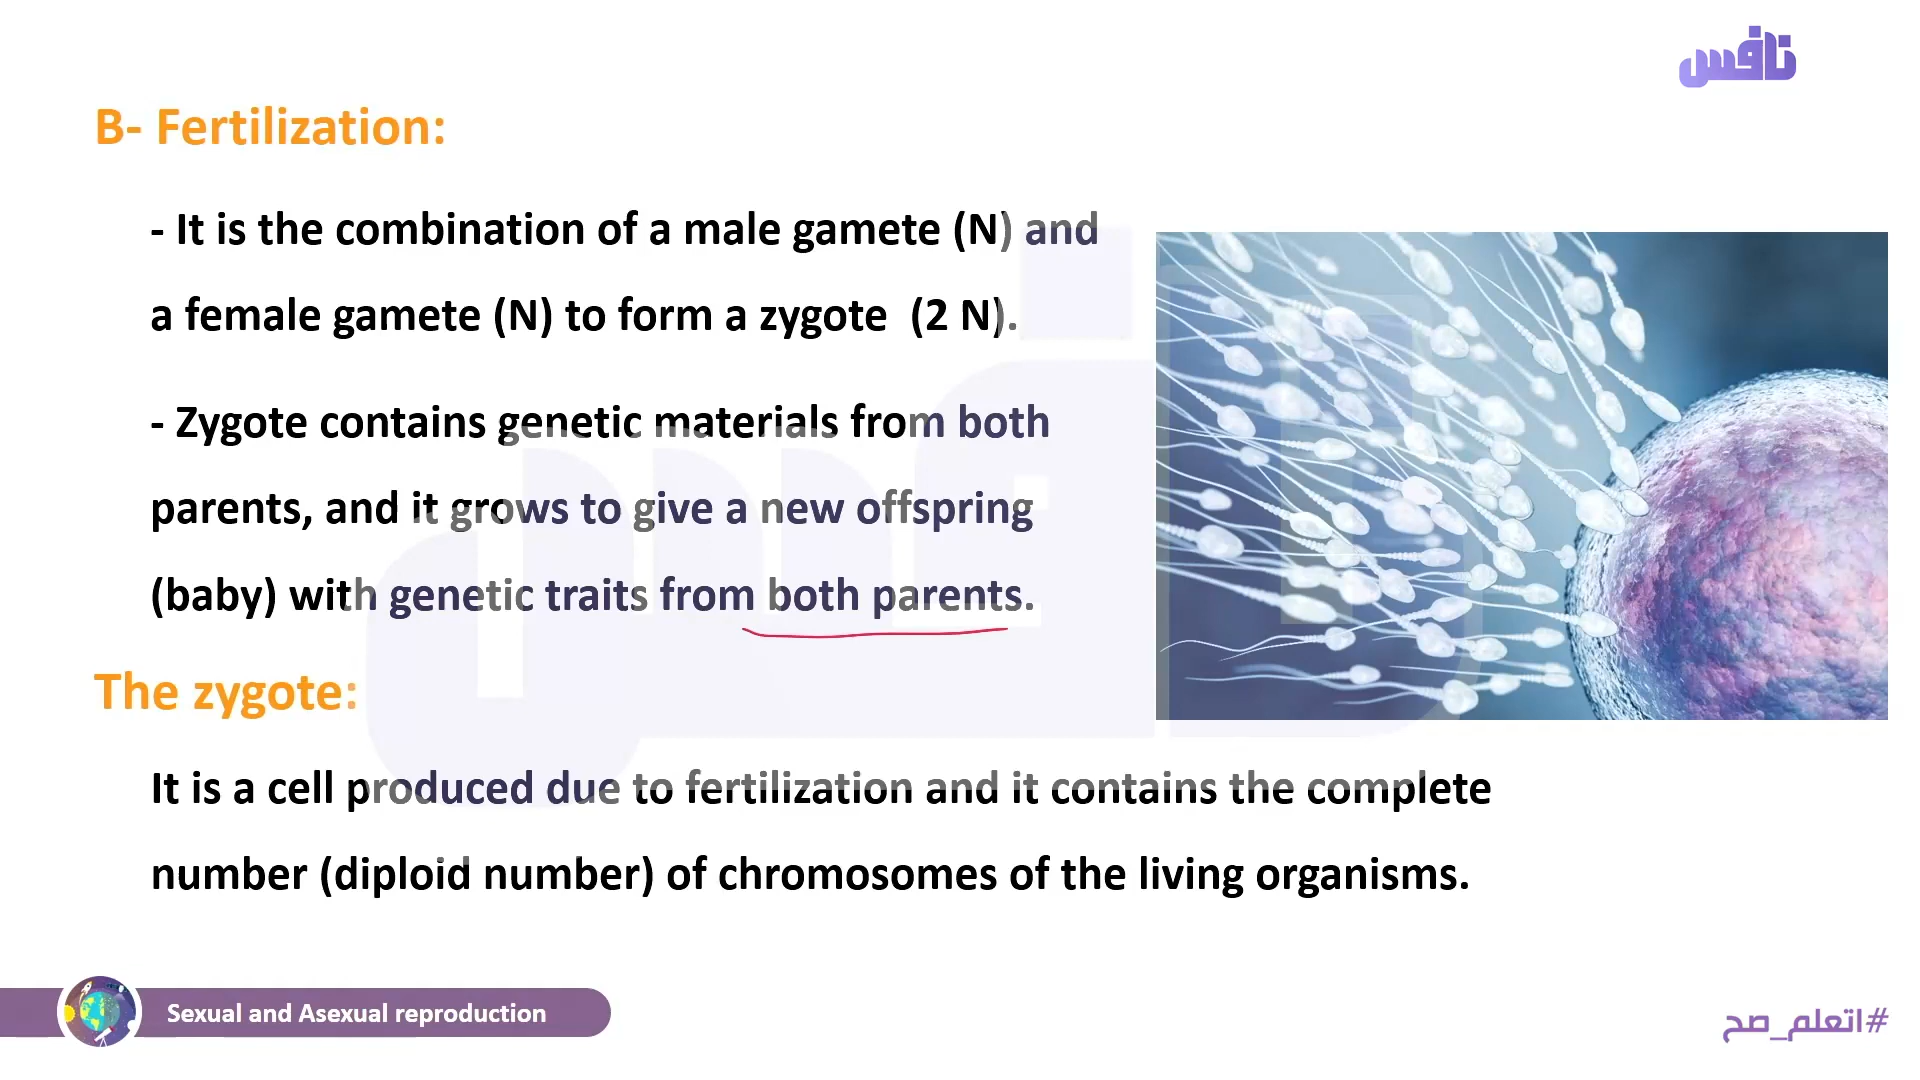 نافس
B- Fertilization:
- It is the combination of a male gamete (N) and
a female gamete (N) to form a zygote (2 N).
- Zygote contains genetic materials from both
parents, and it grows to give a new offspring
(baby) with genetic traits from both parents.
The zygote:
It is a cell produced due to fertilization and it contains the complete
number (diploid number) of chromosomes of the living organisms.
Sexual and Asexual reproduction
#اتعلم_صح